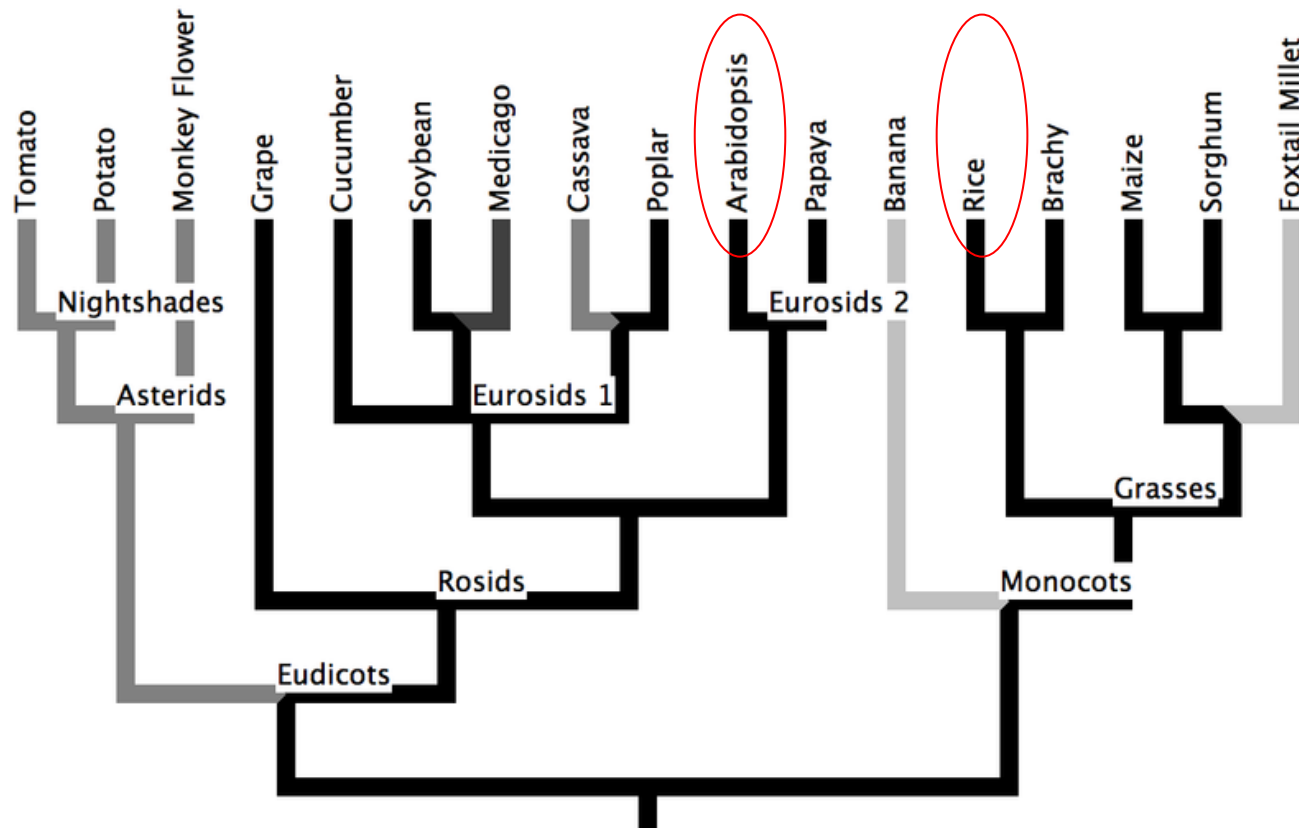 Tomato
Potato
Monkey Flower
Grape
Cucumber
Soybean
Medicago
Cassava
Poplar
Arabidopsis
Papaya
Banana
Rice
Brachy
Maize
Sorghum
Foxtail Millet
Nightshades
Eurosids 2
Asterids
Eurosids 1
Grasses
Rosids
Monocots
Eudicots